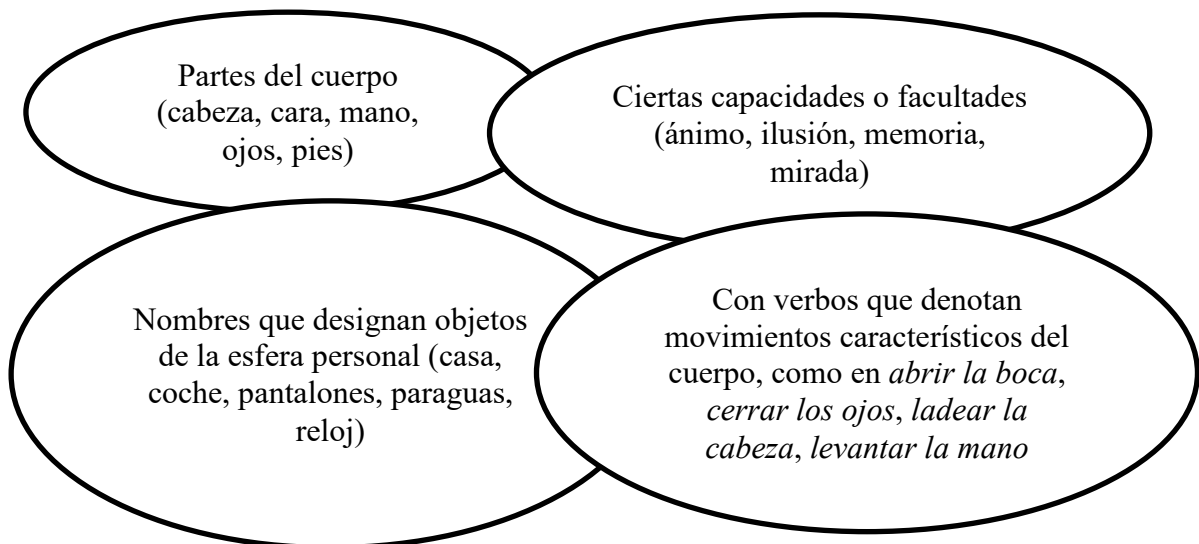 Partes del cuerpo
(cabeza, cara, mano,
ojos, pies)
Ciertas capacidades o facultades
(ánimo, ilusión, memoria,
mirada)
Nombres que designan objetos
de la esfera personal (casa,
coche, pantalones, paraguas,
reloj)
Con verbos que denotan
movimientos característicos del
cuerpo, como en abrir la boca,
cerrar los ojos, ladear la
cabeza, levantar la mano